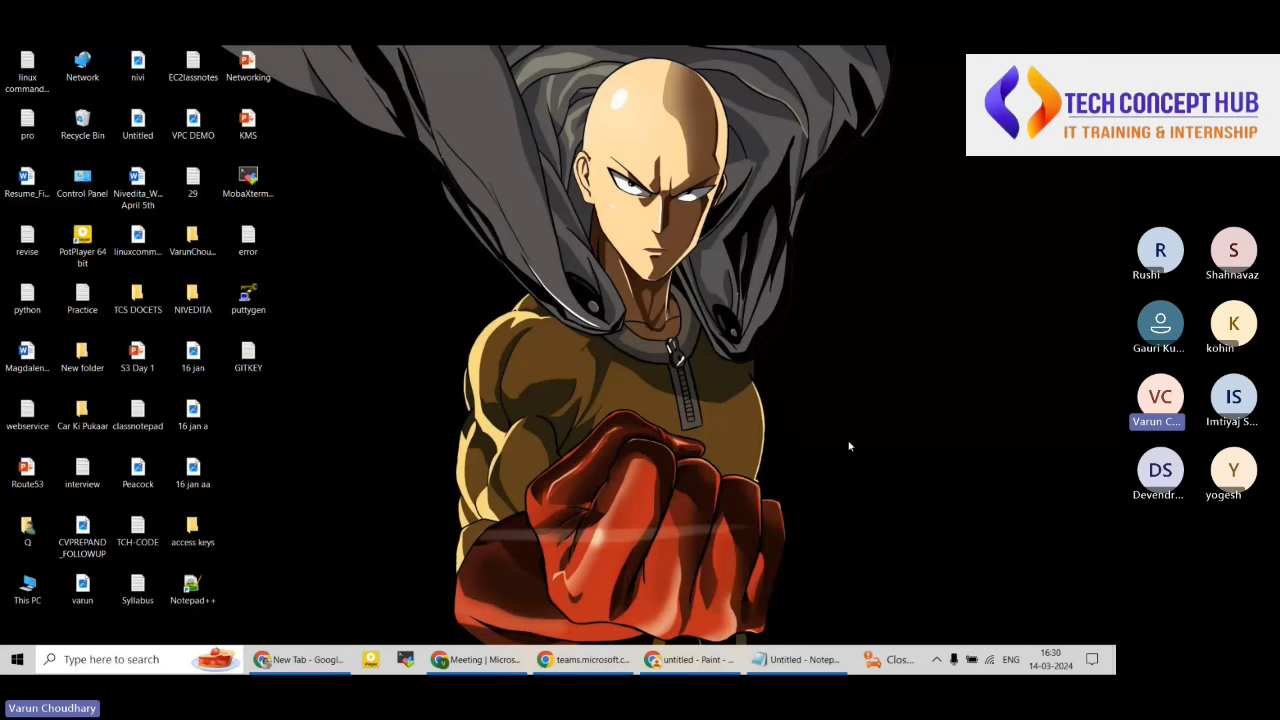 linux
command...
Network
nivi
EC2lassnotes
Networking
pro
Recycle Bin
Untitled
VPC DEMO
KMS
Resume_Fi...
Control Panel
Nivedita_W...
April 5th
29
MobaXterm...
revise
PotPlayer 64
bit
linuxcomm...
VarunChou...
error
python
Practice
TCS DOCETS
NIVEDITA
puttygen
Magdalen...
New folder
S3 Day 1
16 jan
GITKEY
webservice
Car Ki Pukaar
classnotepad
16 jan a
Route53
interview
Peacock
16 jan aa
Q
CVPREPAND
_FOLLOWUP
TCH-CODE
access keys
This PC
varun
Syllabus
Notepad++
TECH CONCEPT HUB
IT TRAINING & INTERNSHIP
R
Rushi
S
Shahnavaz
Gauri Ku...
K
kohin
VC
Varun C...
IS
Imtiyaj S...
DS
Devendr...
Y
yogesh
Type here to search
New Tab - Googl...
Meeting | Micros...
teams.microsoft.c...
untitled - Paint - ...
Untitled - Notep...
Clos...
ENG
16:30
14-03-2024
Varun Choudhary